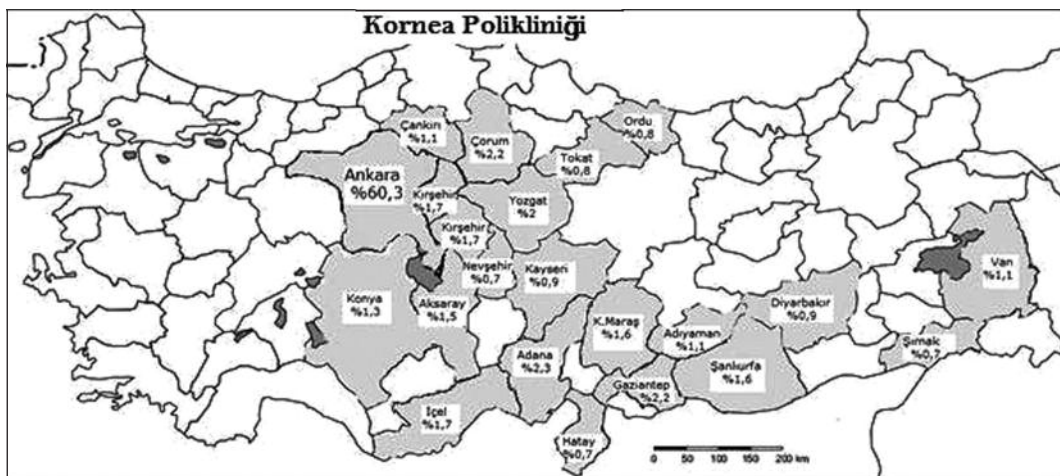 Kornea Polikliniği
Ordu
%0,8
Çankırı
%1,1
Çorum
%2,2
Tokat
%0,8
Ankara
%60,3
Kırşehir
%1,7
Yozgat
%2
Kırşehir
%1,7
Nevşehir
%0,7
Kayseri
%0,9
Van
%1,1
Konya
%1,3
Aksaray
%1,5
Diyarbakır
%0,9
K.Maraş
%1,6
Adıyaman
%1,1
Şırnak
%0,7
Adana
%2,3
Şanlıurfa
%1,6
Gaziantep
%2,2
İçel
%1,7
Hatay
%0,7
0 50 100 150 200 km